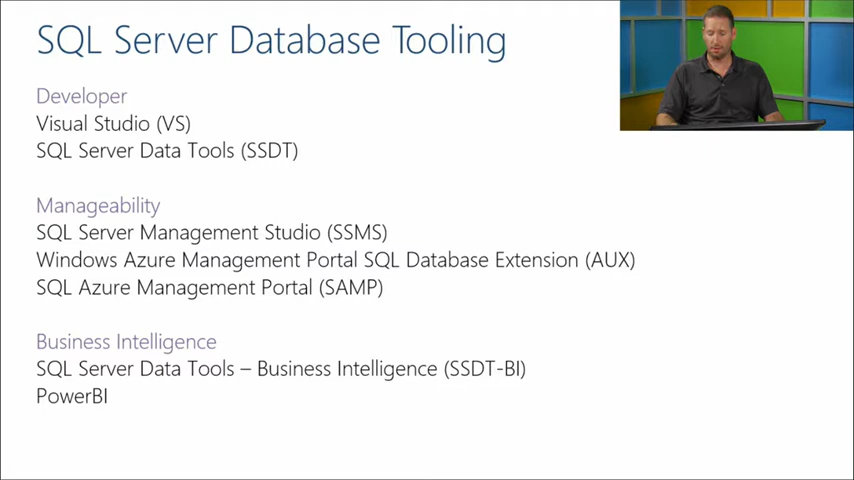 SQL Server Database Tooling
Developer
Visual Studio (VS)
SQL Server Data Tools (SSDT)
Manageability
SQL Server Management Studio (SSMS)
Windows Azure Management Portal SQL Database Extension (AUX)
SQL Azure Management Portal (SAMP)
Business Intelligence
SQL Server Data Tools – Business Intelligence (SSDT-BI)
PowerBI